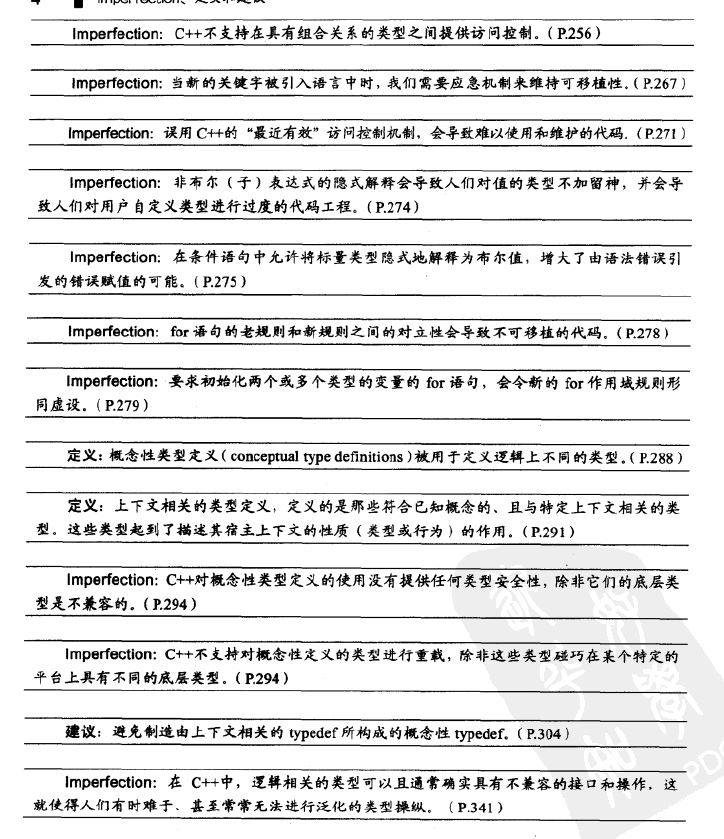 Imperfection: C++不支持在具有组合关系的类型之间提供访问控制。(P.256)
Imperfection: 当新的关键字被引入语言中时，我们需要应急机制来维持可移植性。(P.267)
Imperfection: 误用 C++的“最近有效”访问控制机制，会导致难以使用和维护的代码.(P.271)
Imperfection: 非布尔（子）表达式的隐式解释会导致人们对值的类型不加留神，并会导
致人们对用户自定义类型进行过度的代码工程。(P.274)
Imperfection: 在条件语句中允许将标量类型隐式地解释为布尔值，增大了由语法错误引
发的错误赋值的可能。(P.275)
Imperfection: for 语句的老规则和新规则之间的对立性会导致不可移植的代码。(P.278)
Imperfection: 要求初始化两个或多个类型的变量的 for 语句，会令新的 for 作用域规则形
同虚设。(P.279)
定义: 概念性类型定义(conceptual type definitions)被用于定义逻辑上不同的类型。(P.288)
定义: 上下文相关的类型定义，定义的是那些符合已知概念的、且与特定上下文相关的类
型。这些类型起到了描述其宿主上下文的性质（类型或行为）的作用。(P.291)
Imperfection: C++对概念性类型定义的使用没有提供任何类型安全性，除非它们的底层类
型是不兼容的。(P.294)
Imperfection: C++不支持对概念性定义的类型进行重载，除非这些类型碰巧在某个特定的
平台上具有不同的底层类型。(P.294)
建议: 避免制造由上下文相关的 typedef 所构成的概念性 typedef。(P.304)
Imperfection: 在 C++中，逻辑相关的类型可以且通常确实具有不兼容的接口和操作．这
就使得人们有时难于、甚至常常无法进行泛化的类型操纵。(P.341)